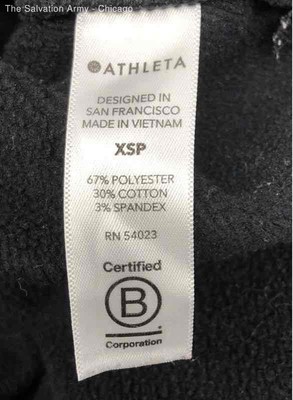 The Salvation Army - Chicago
ATHLETA
DESIGNED IN
SAN FRANCISCO
MADE IN VIETNAM
XSP
67% POLYESTER
30% COTTON
3% SPANDEX
RN 54023
Certified
B
Corporation